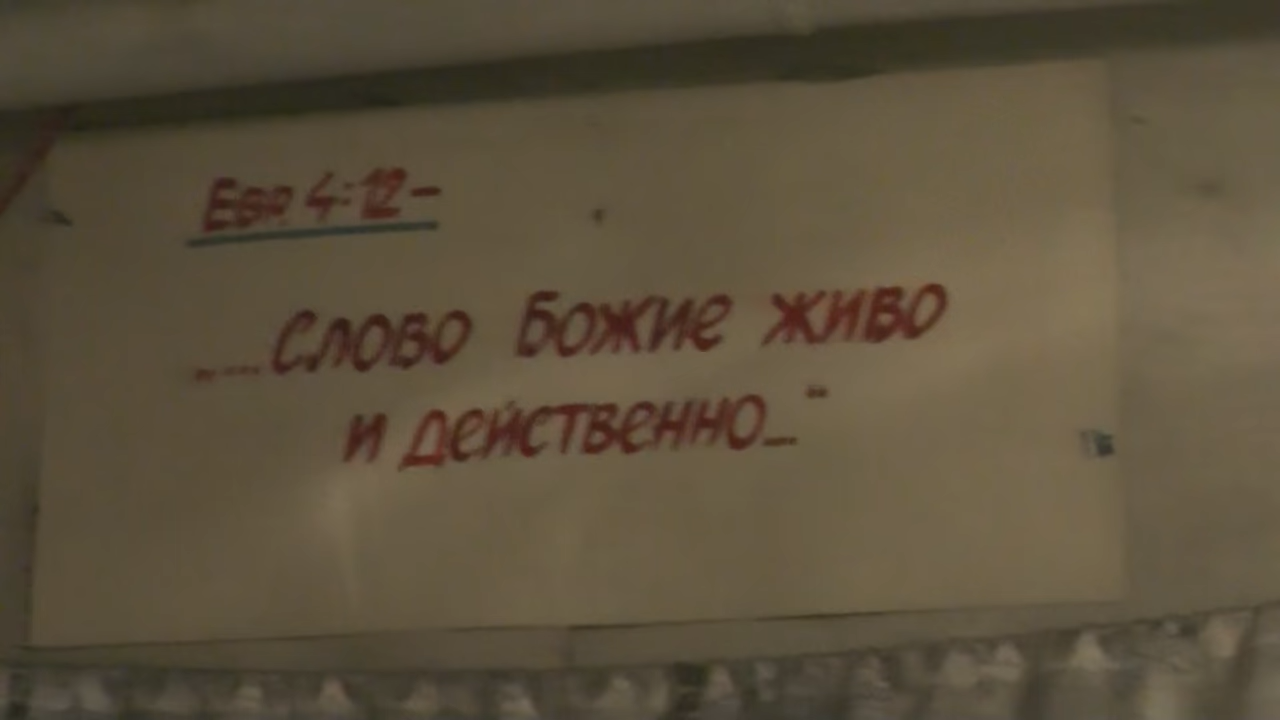 Евр. 4:12-
„...Слово Божие живо
и действенно..."